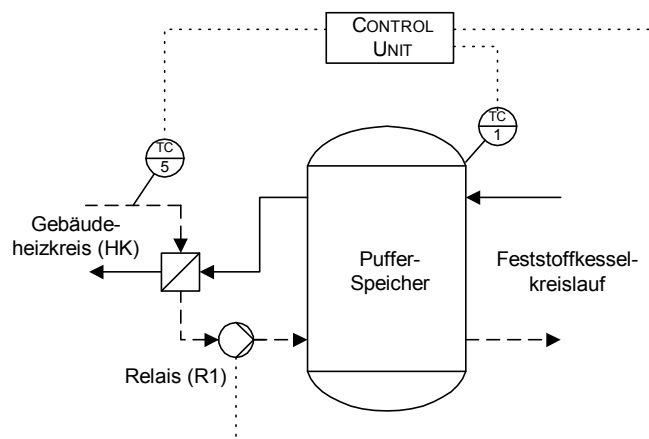 CONTROL
UNIT
TC
5
TC
1
Gebäude-
heizkreis (HK)
Puffer-
Speicher
Feststoffkessel-
kreislauf
Relais (R1)